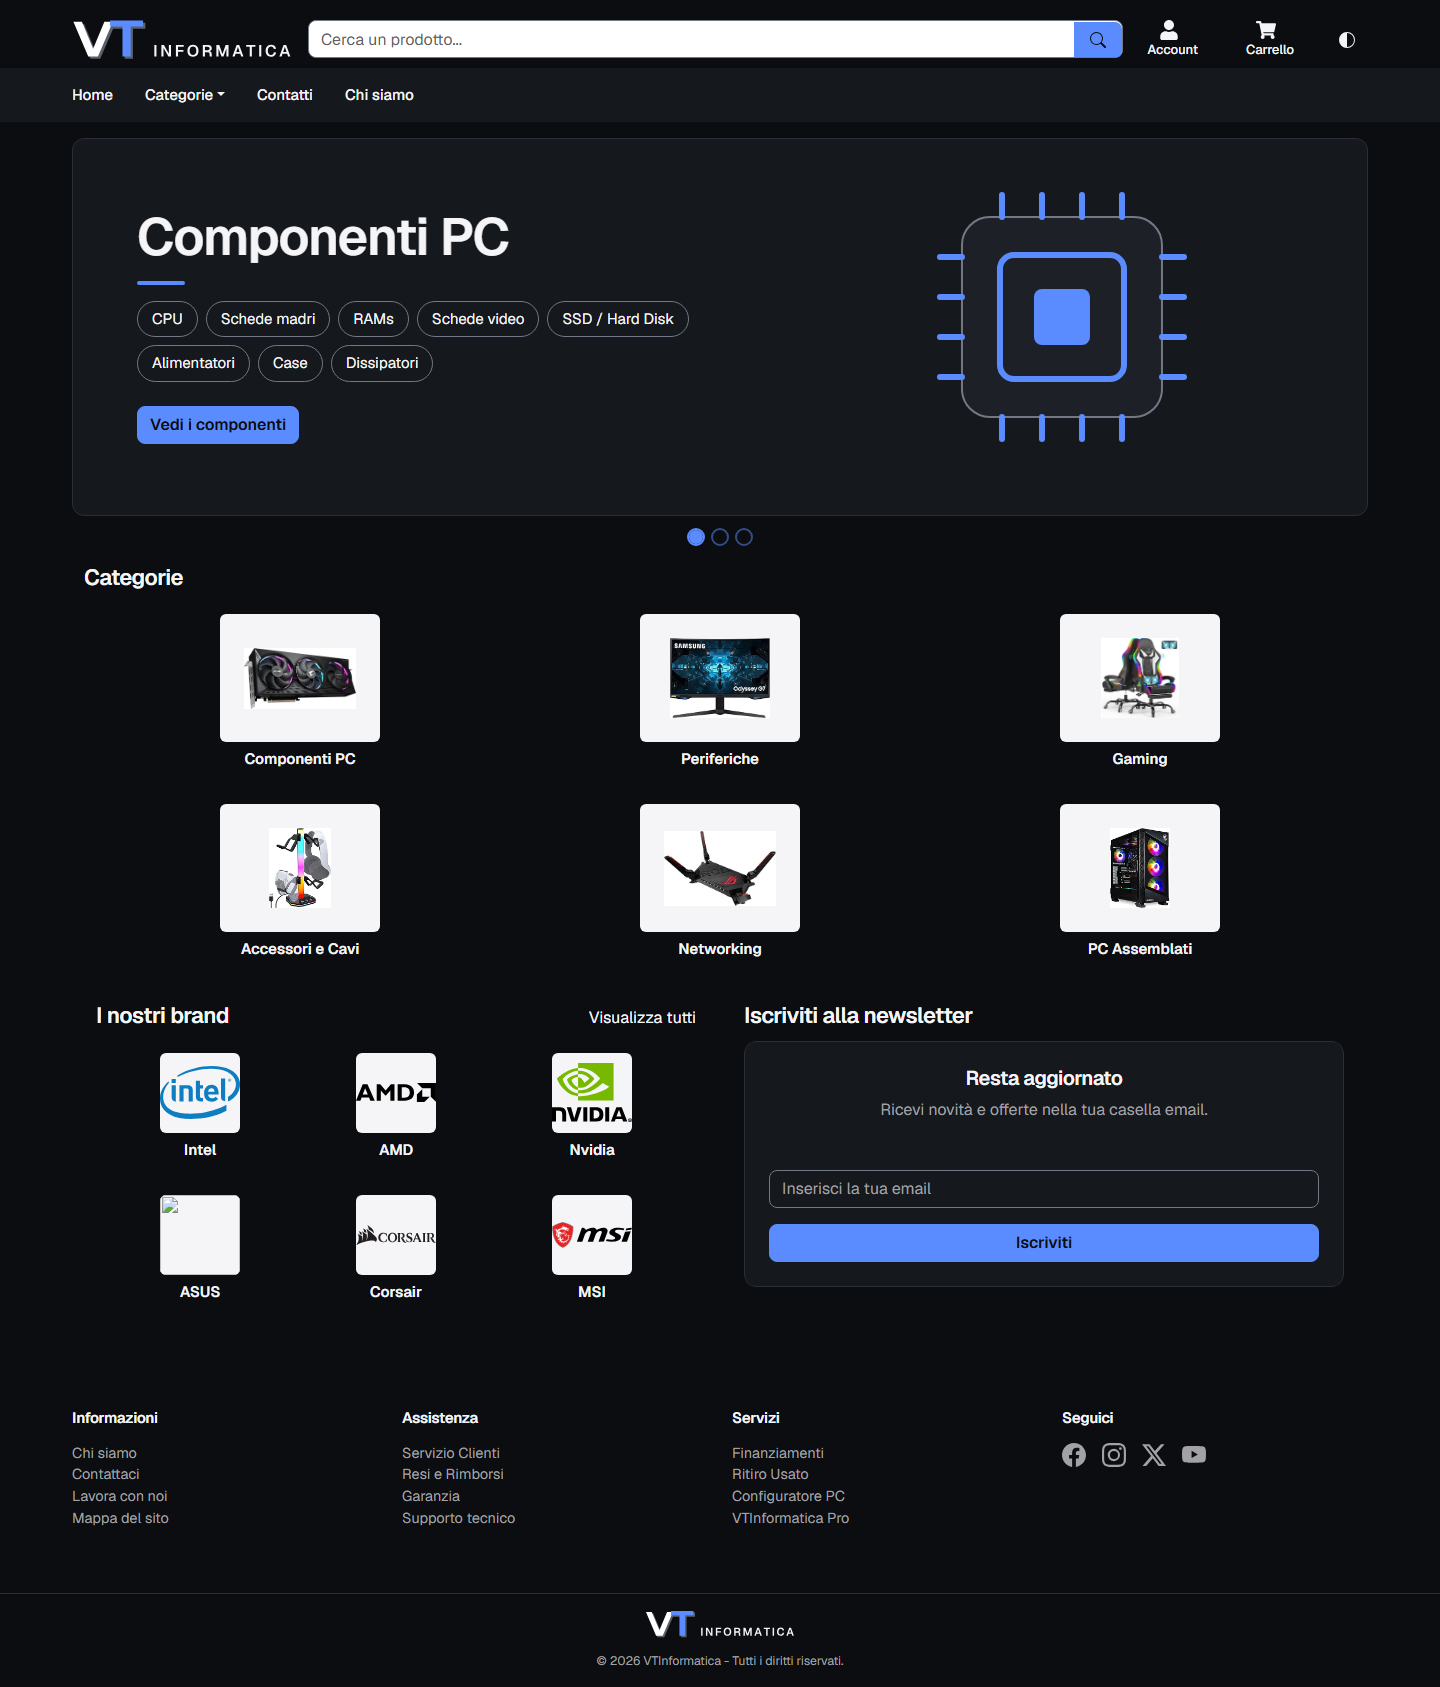 VT INFORMATICA
Cerca un prodotto...
Account
Carrello
Home
Categorie
Contatti
Chi siamo
Componenti PC
CPU
Schede madri
RAMs
Schede video
SSD / Hard Disk
Alimentatori
Case
Dissipatori
Vedi i componenti
Categorie
SAMSUNG
Odyssey G7
Componenti PC
Periferiche
Gaming
Accessori e Cavi
Networking
PC Assemblati
I nostri brand
Visualizza tutti
intel
AMD
NVIDIA
Intel
AMD
Nvidia
CORSAIR
msi
ASUS
Corsair
MSI
Iscriviti alla newsletter
Resta aggiornato
Ricevi novità e offerte nella tua casella email.
Inserisci la tua email
Iscriviti
Informazioni
Chi siamo
Contattaci
Lavora con noi
Mappa del sito
Assistenza
Servizio Clienti
Resi e Rimborsi
Garanzia
Supporto tecnico
Servizi
Finanziamenti
Ritiro Usato
Configuratore PC
VTInformatica Pro
Seguici
VT INFORMATICA
© 2026 VTInformatica - Tutti i diritti riservati.